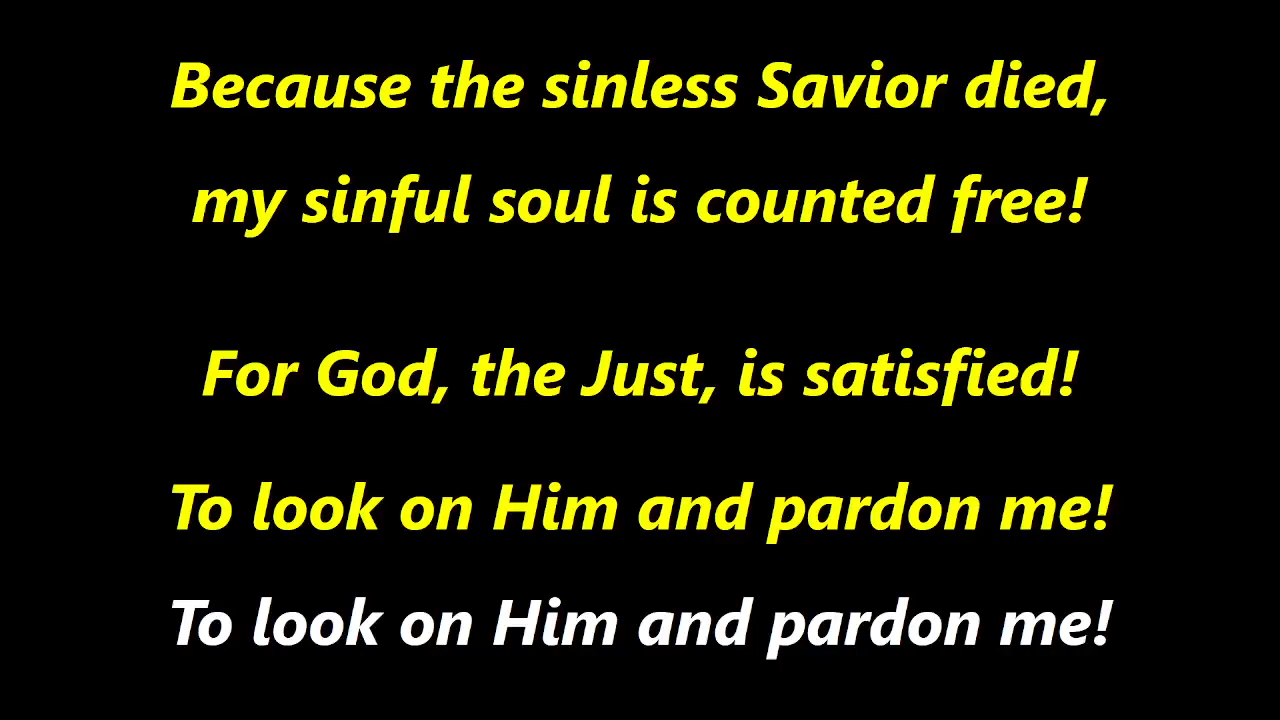 Because the sinless Savior died,
my sinful soul is counted free!
For God, the Just, is satisfied!
To look on Him and pardon me!
To look on Him and pardon me!